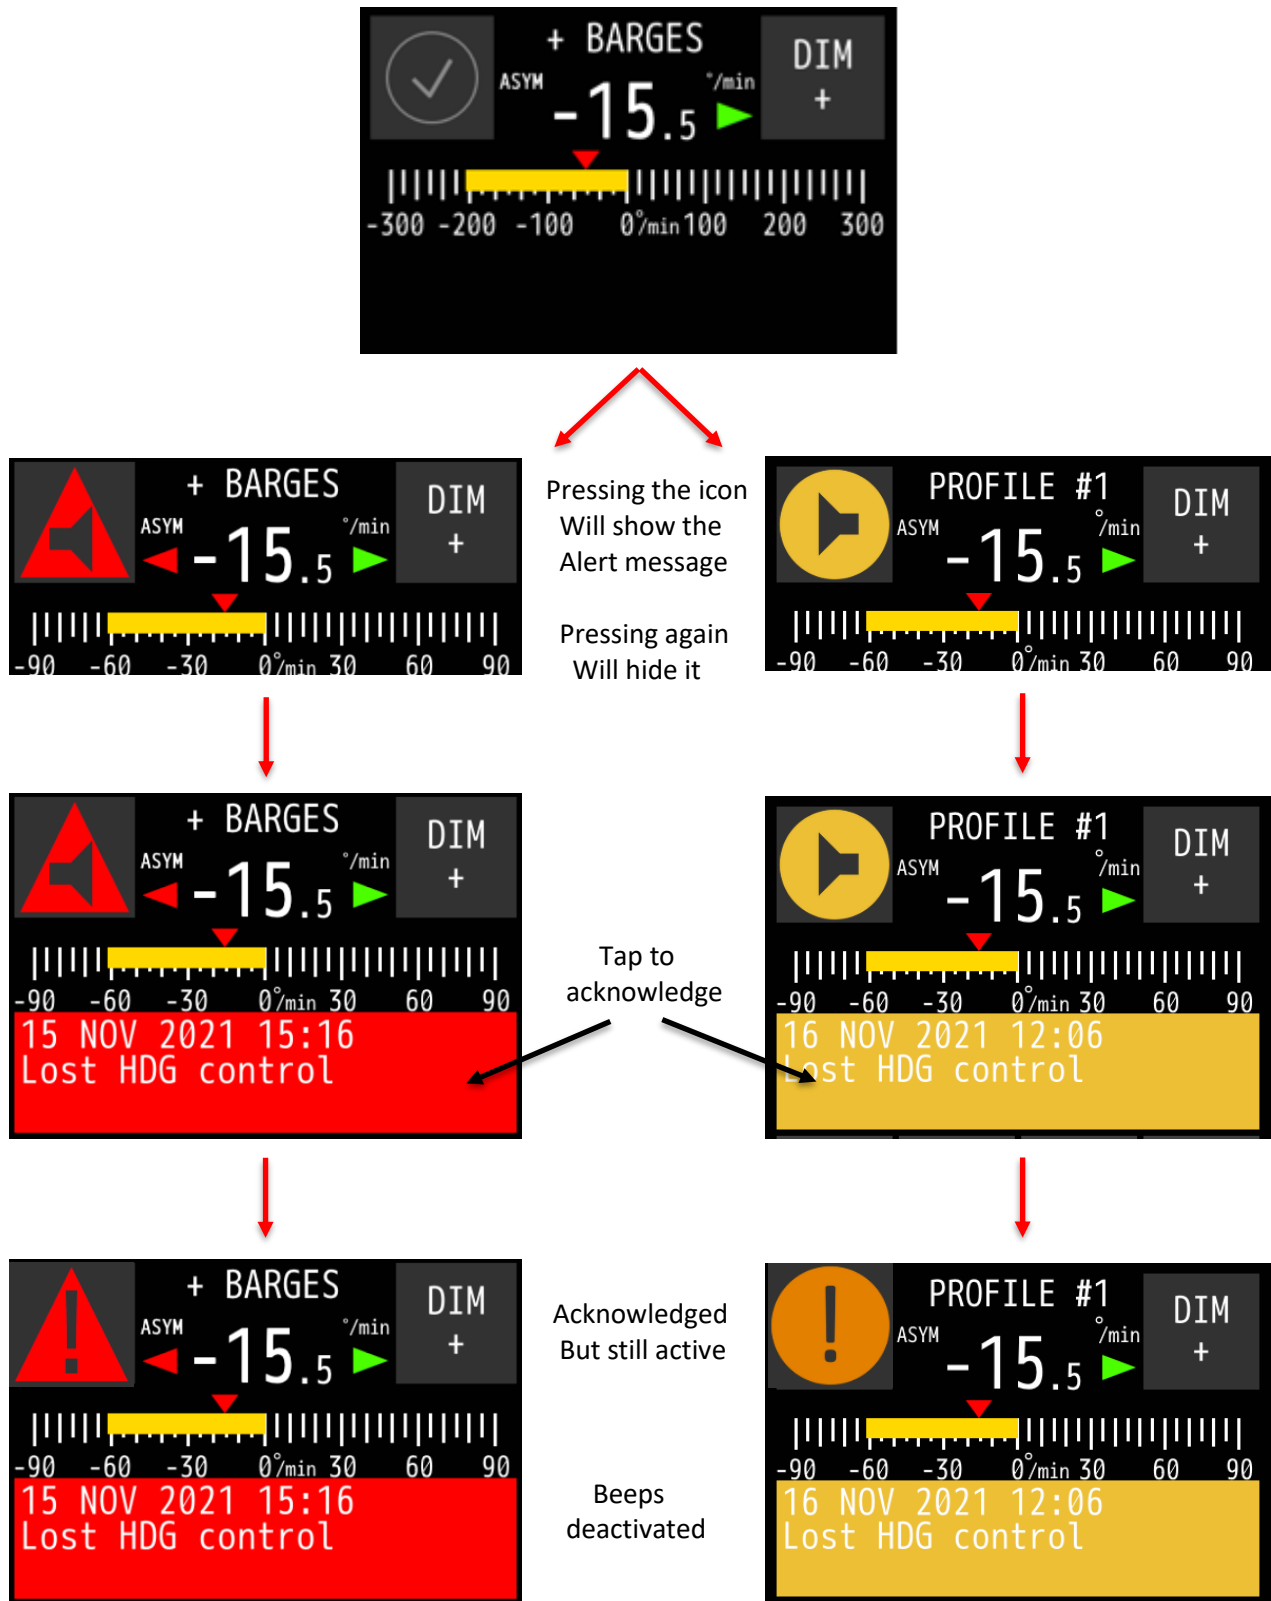 + BARGES
DIM
+
ASYM
-15.5
°/min
-300 -200 -100 0°/min 100 200 300
+ BARGES
DIM
+
ASYM
-15.5
°/min
-90 -60 -30 0°/min 30 60 90
Pressing the icon
Will show the
Alert message
Pressing again
Will hide it
PROFILE #1
DIM
+
ASYM
-15.5
°/min
-90 -60 -30 0°/min 30 60 90
+ BARGES
DIM
+
ASYM
-15.5
°/min
-90 -60 -30 0°/min 30 60 90
15 NOV 2021 15:16
Lost HDG control
Tap to
acknowledge
PROFILE #1
DIM
+
ASYM
-15.5
°/min
-90 -60 -30 0°/min 30 60 90
16 NOV 2021 12:06
Lost HDG control
!
+ BARGES
DIM
+
ASYM
-15.5
°/min
-90 -60 -30 0°/min 30 60 90
15 NOV 2021 15:16
Lost HDG control
Acknowledged
But still active
Beeps
deactivated
!
PROFILE #1
DIM
+
ASYM
-15.5
°/min
-90 -60 -30 0°/min 30 60 90
16 NOV 2021 12:06
Lost HDG control